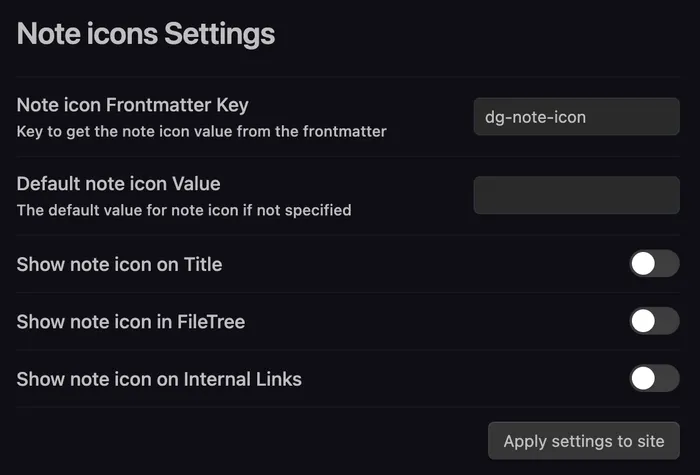 Note icons Settings
Note icon Frontmatter Key
Key to get the note icon value from the frontmatter
dg-note-icon
Default note icon Value
The default value for note icon if not specified
Show note icon on Title
Show note icon in FileTree
Show note icon on Internal Links
Apply settings to site